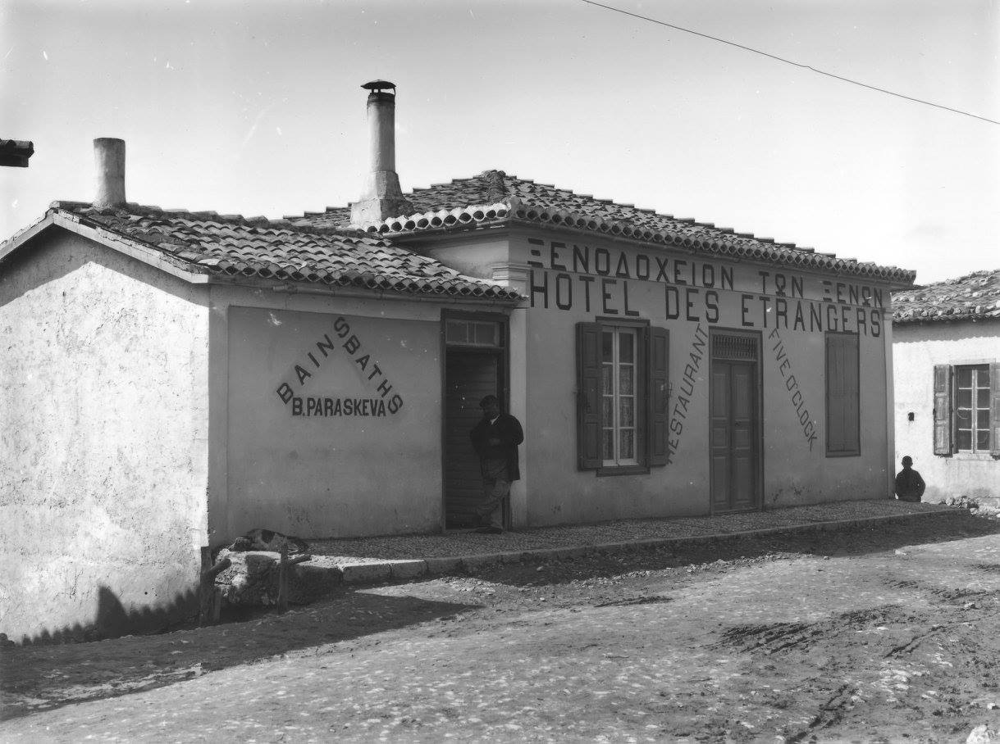 BAINS BATHS
B. PARASKEVA
ΞΕΝΟΔΟΧΕΙΟΝ ΤΩΝ ΞΕΝΩΝ
HOTEL DES ETRANGERS
RESTAURANT
FIVE O'CLOCK